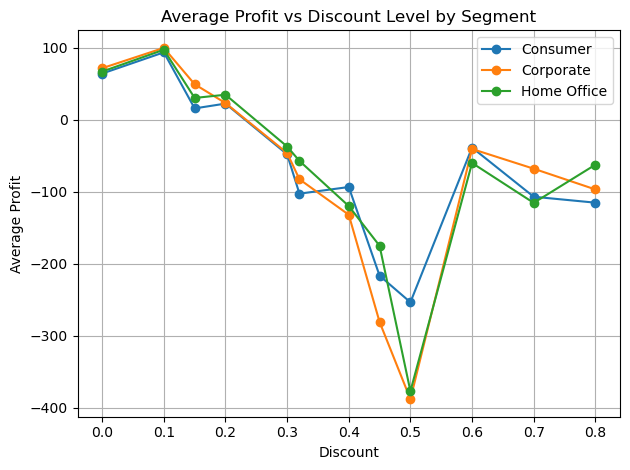 Average Profit vs Discount Level by Segment
Consumer
Corporate
Home Office
100
0
−100
−200
−300
−400
Average Profit
0.0 0.1 0.2 0.3 0.4 0.5 0.6 0.7 0.8
Discount